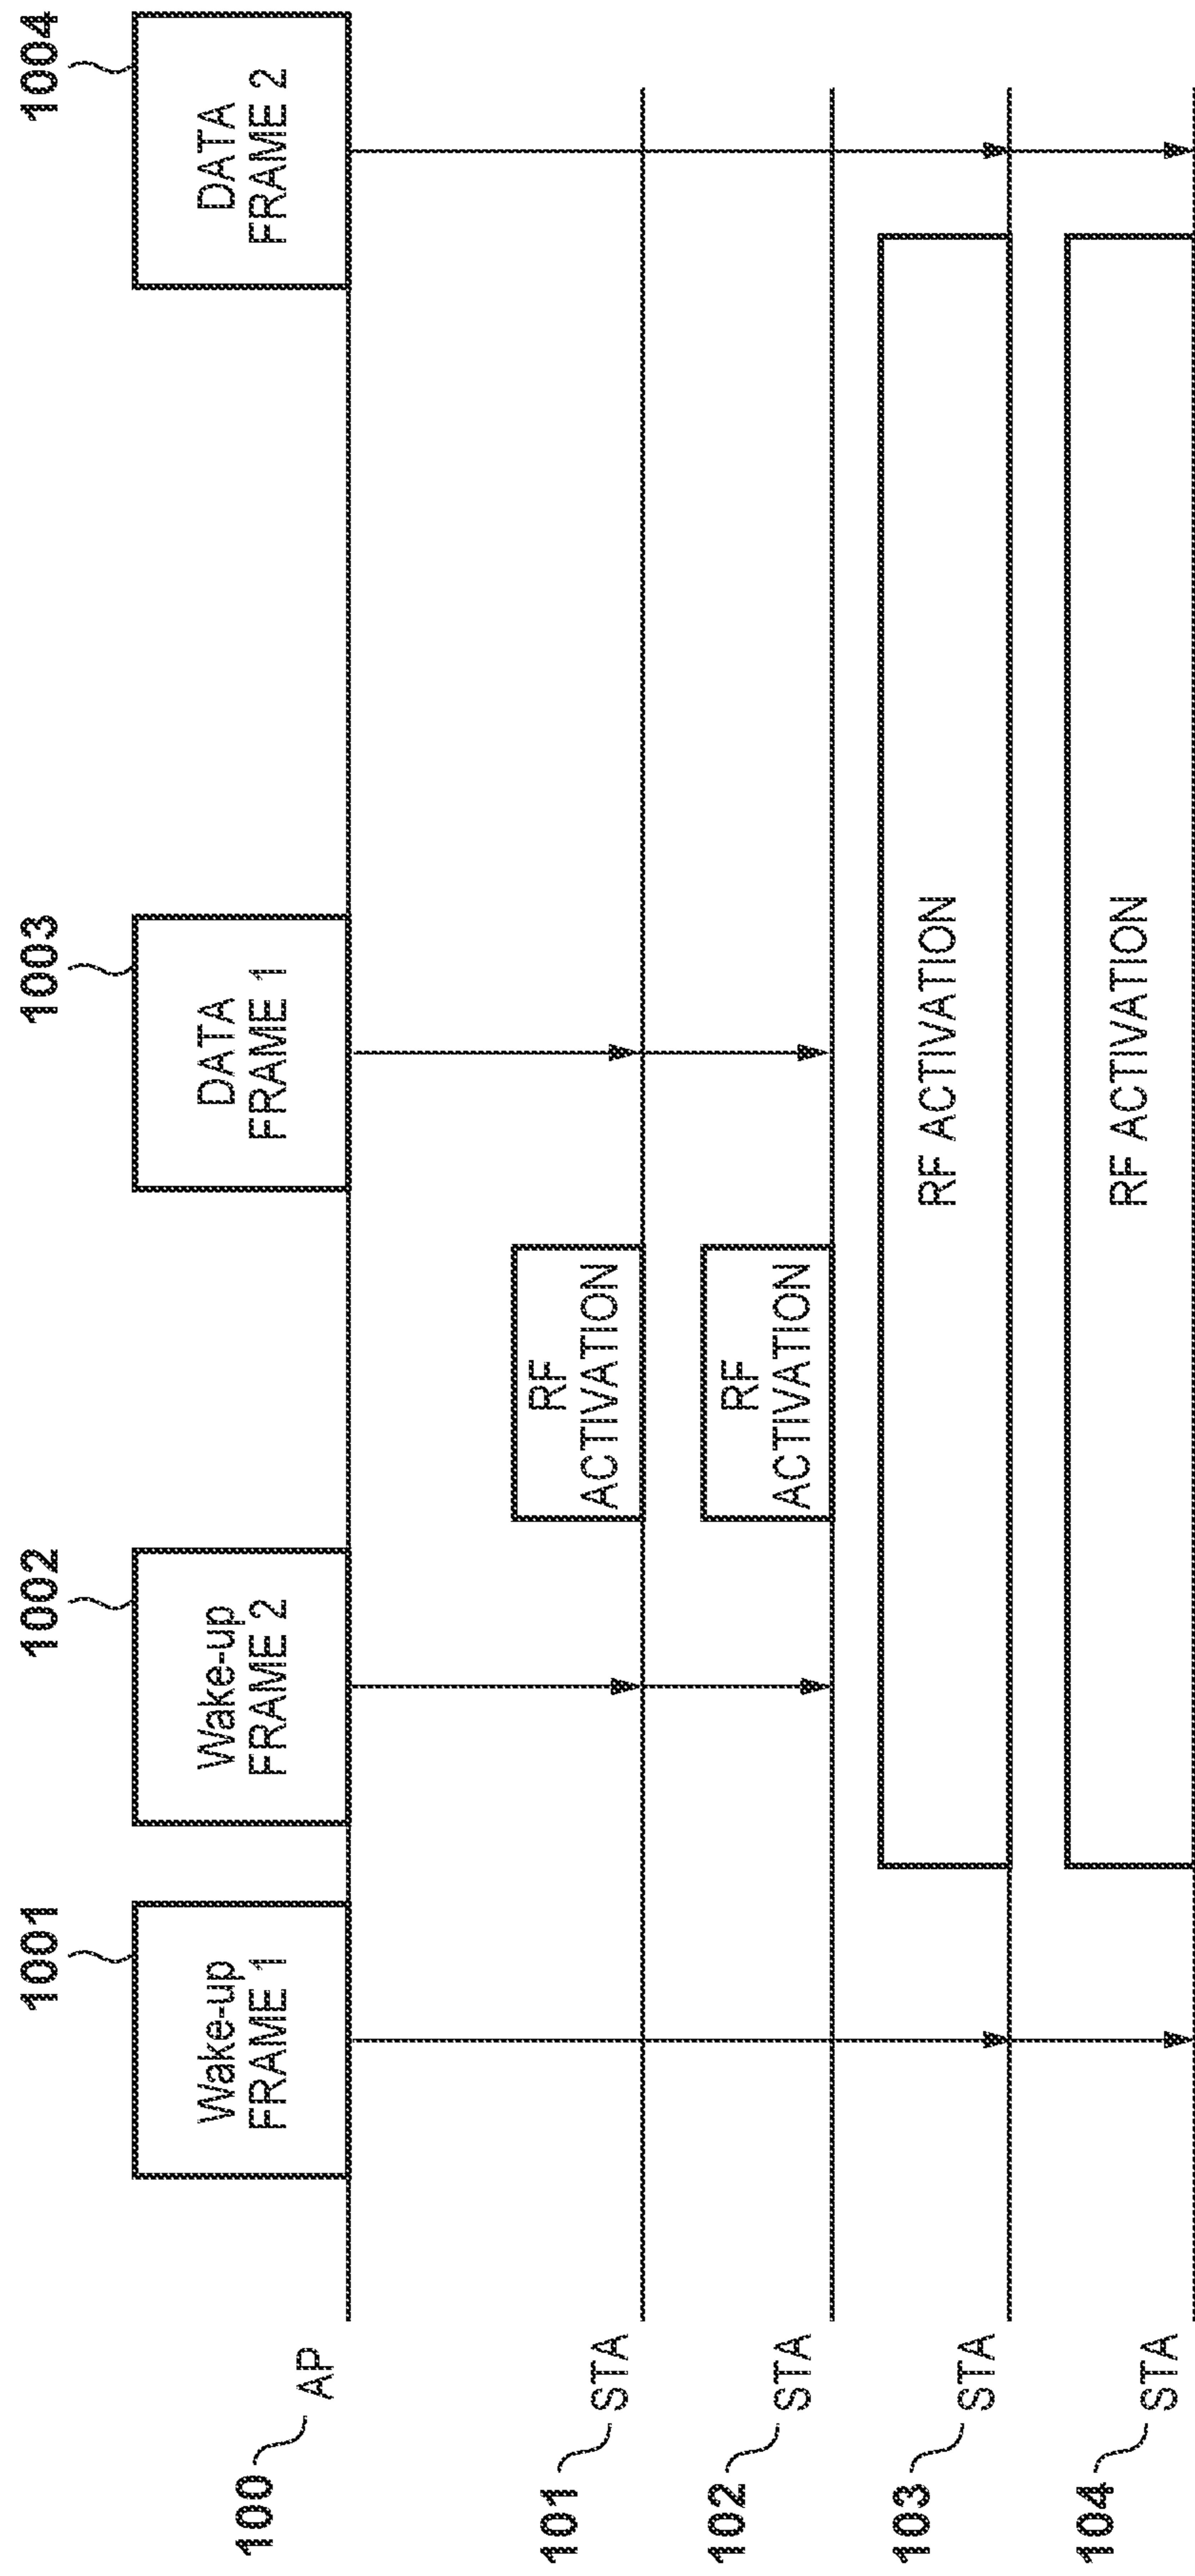 1001
1002
1003
1004
Wake-up
FRAME 1
Wake-up
FRAME 2
DATA
FRAME 1
DATA
FRAME 2
100
AP
101
STA
RF
ACTIVATION
102
STA
RF
ACTIVATION
103
STA
RF ACTIVATION
104
STA
RF ACTIVATION